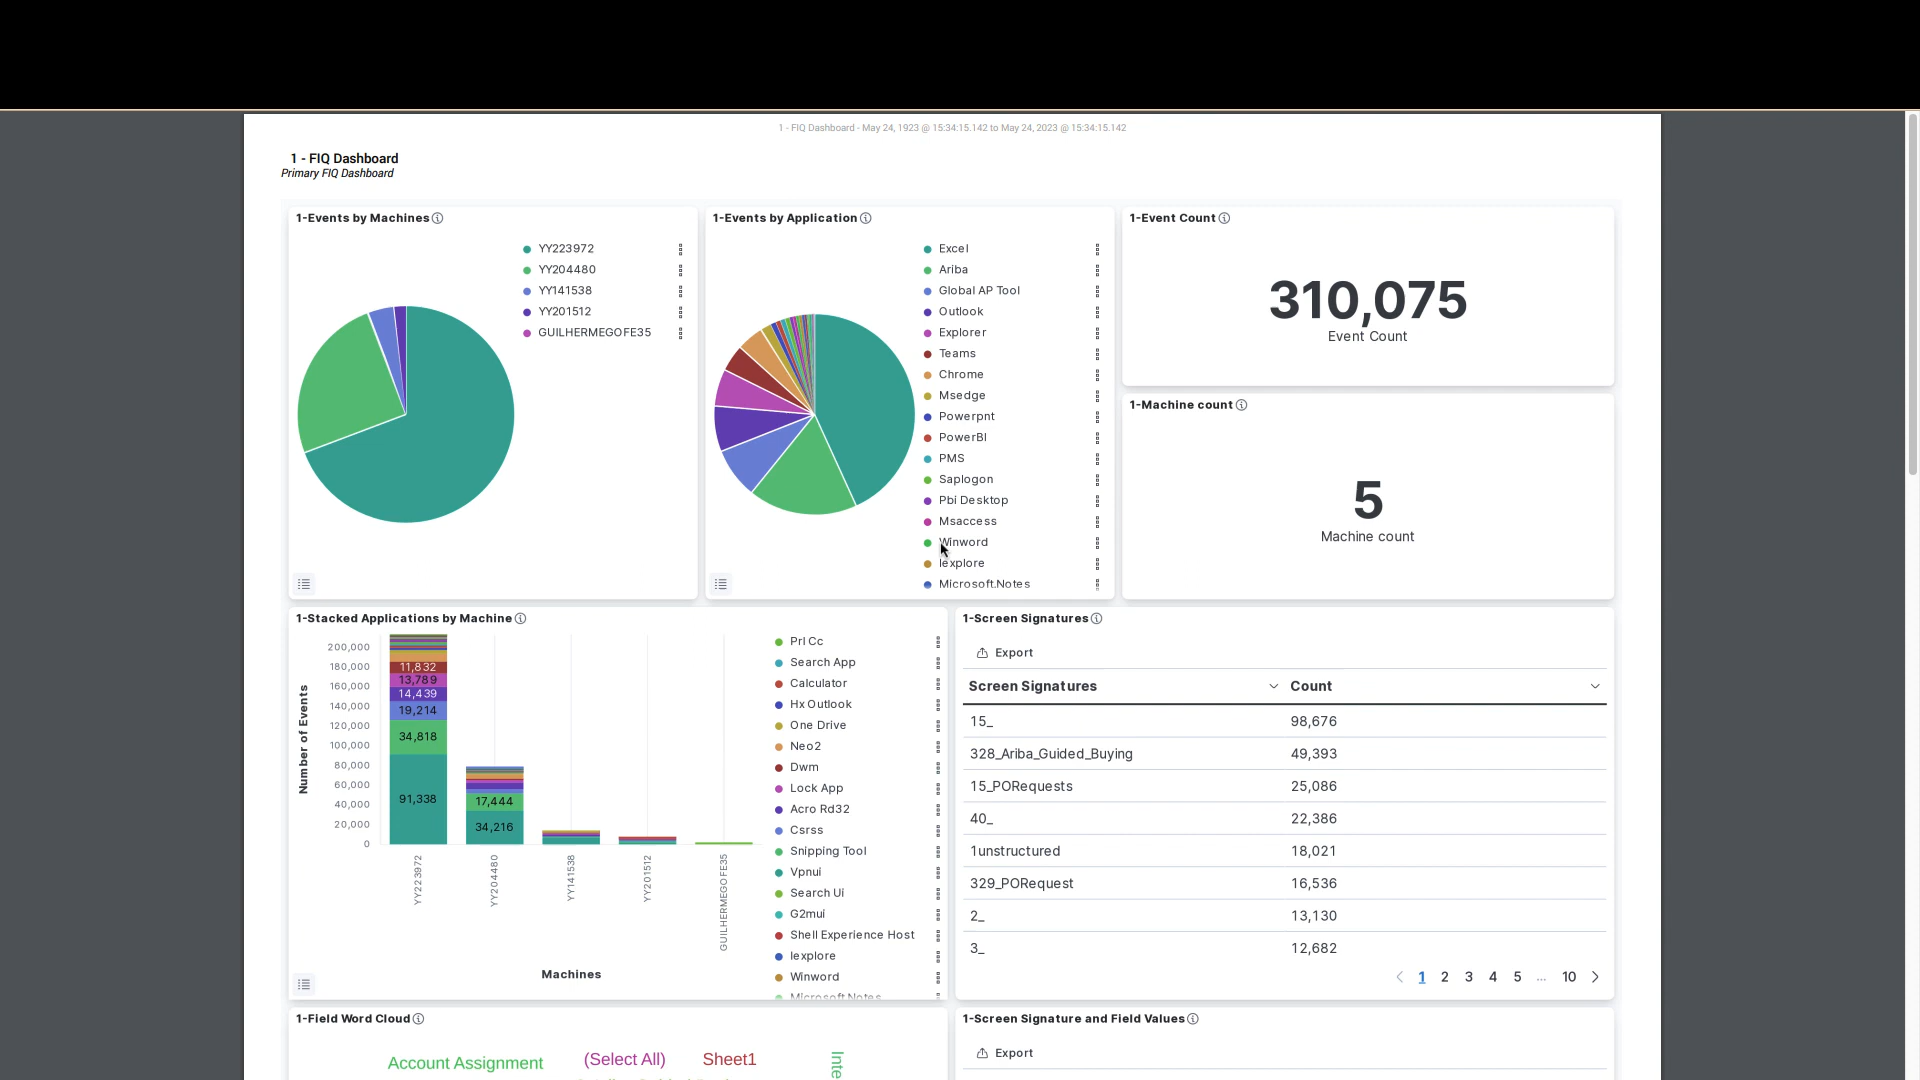 1 - FIQ Dashboard - May 24, 1923 @ 15:34:15.142 to May 24, 2023 @ 15:34:15.142
1 - FIQ Dashboard
Primary FIQ Dashboard
1-Events by Machines
YY223972
YY204480
YY141538
YY201512
GUILHERMEGOFE35
1-Events by Application
Excel
Ariba
Global AP Tool
Outlook
Explorer
Teams
Chrome
Msedge
Powerpnt
PowerBI
PMS
Saplogon
Pbi Desktop
Msaccess
Winword
Iexplore
Microsoft.Notes
1-Event Count
310,075
Event Count
1-Machine count
5
Machine count
1-Stacked Applications by Machine
Number of Events
200,000
180,000
160,000
140,000
120,000
100,000
80,000
60,000
40,000
20,000
0
11,832
13,789
14,439
19,214
34,818
91,338
17,444
34,216
YY223972
YY204480
YY141538
YY201512
GUILHERMEGOFE35
Machines
Prl Cc
Search App
Calculator
Hx Outlook
One Drive
Neo2
Dwm
Lock App
Acro Rd32
Csrss
Snipping Tool
Vpnui
Search Ui
G2mui
Shell Experience Host
Iexplore
Winword
Microsoft.Notes
1-Screen Signatures
Export
Screen Signatures Count
15_ 98,676
328_Ariba_Guided_Buying 49,393
15_PORequests 25,086
40_ 22,386
1unstructured 18,021
329_PORequest 16,536
2_ 13,130
3_ 12,682
1 2 3 4 5 ... 10
1-Field Word Cloud
Account Assignment
(Select All)
Sheet1
Inte
1-Screen Signature and Field Values
Export